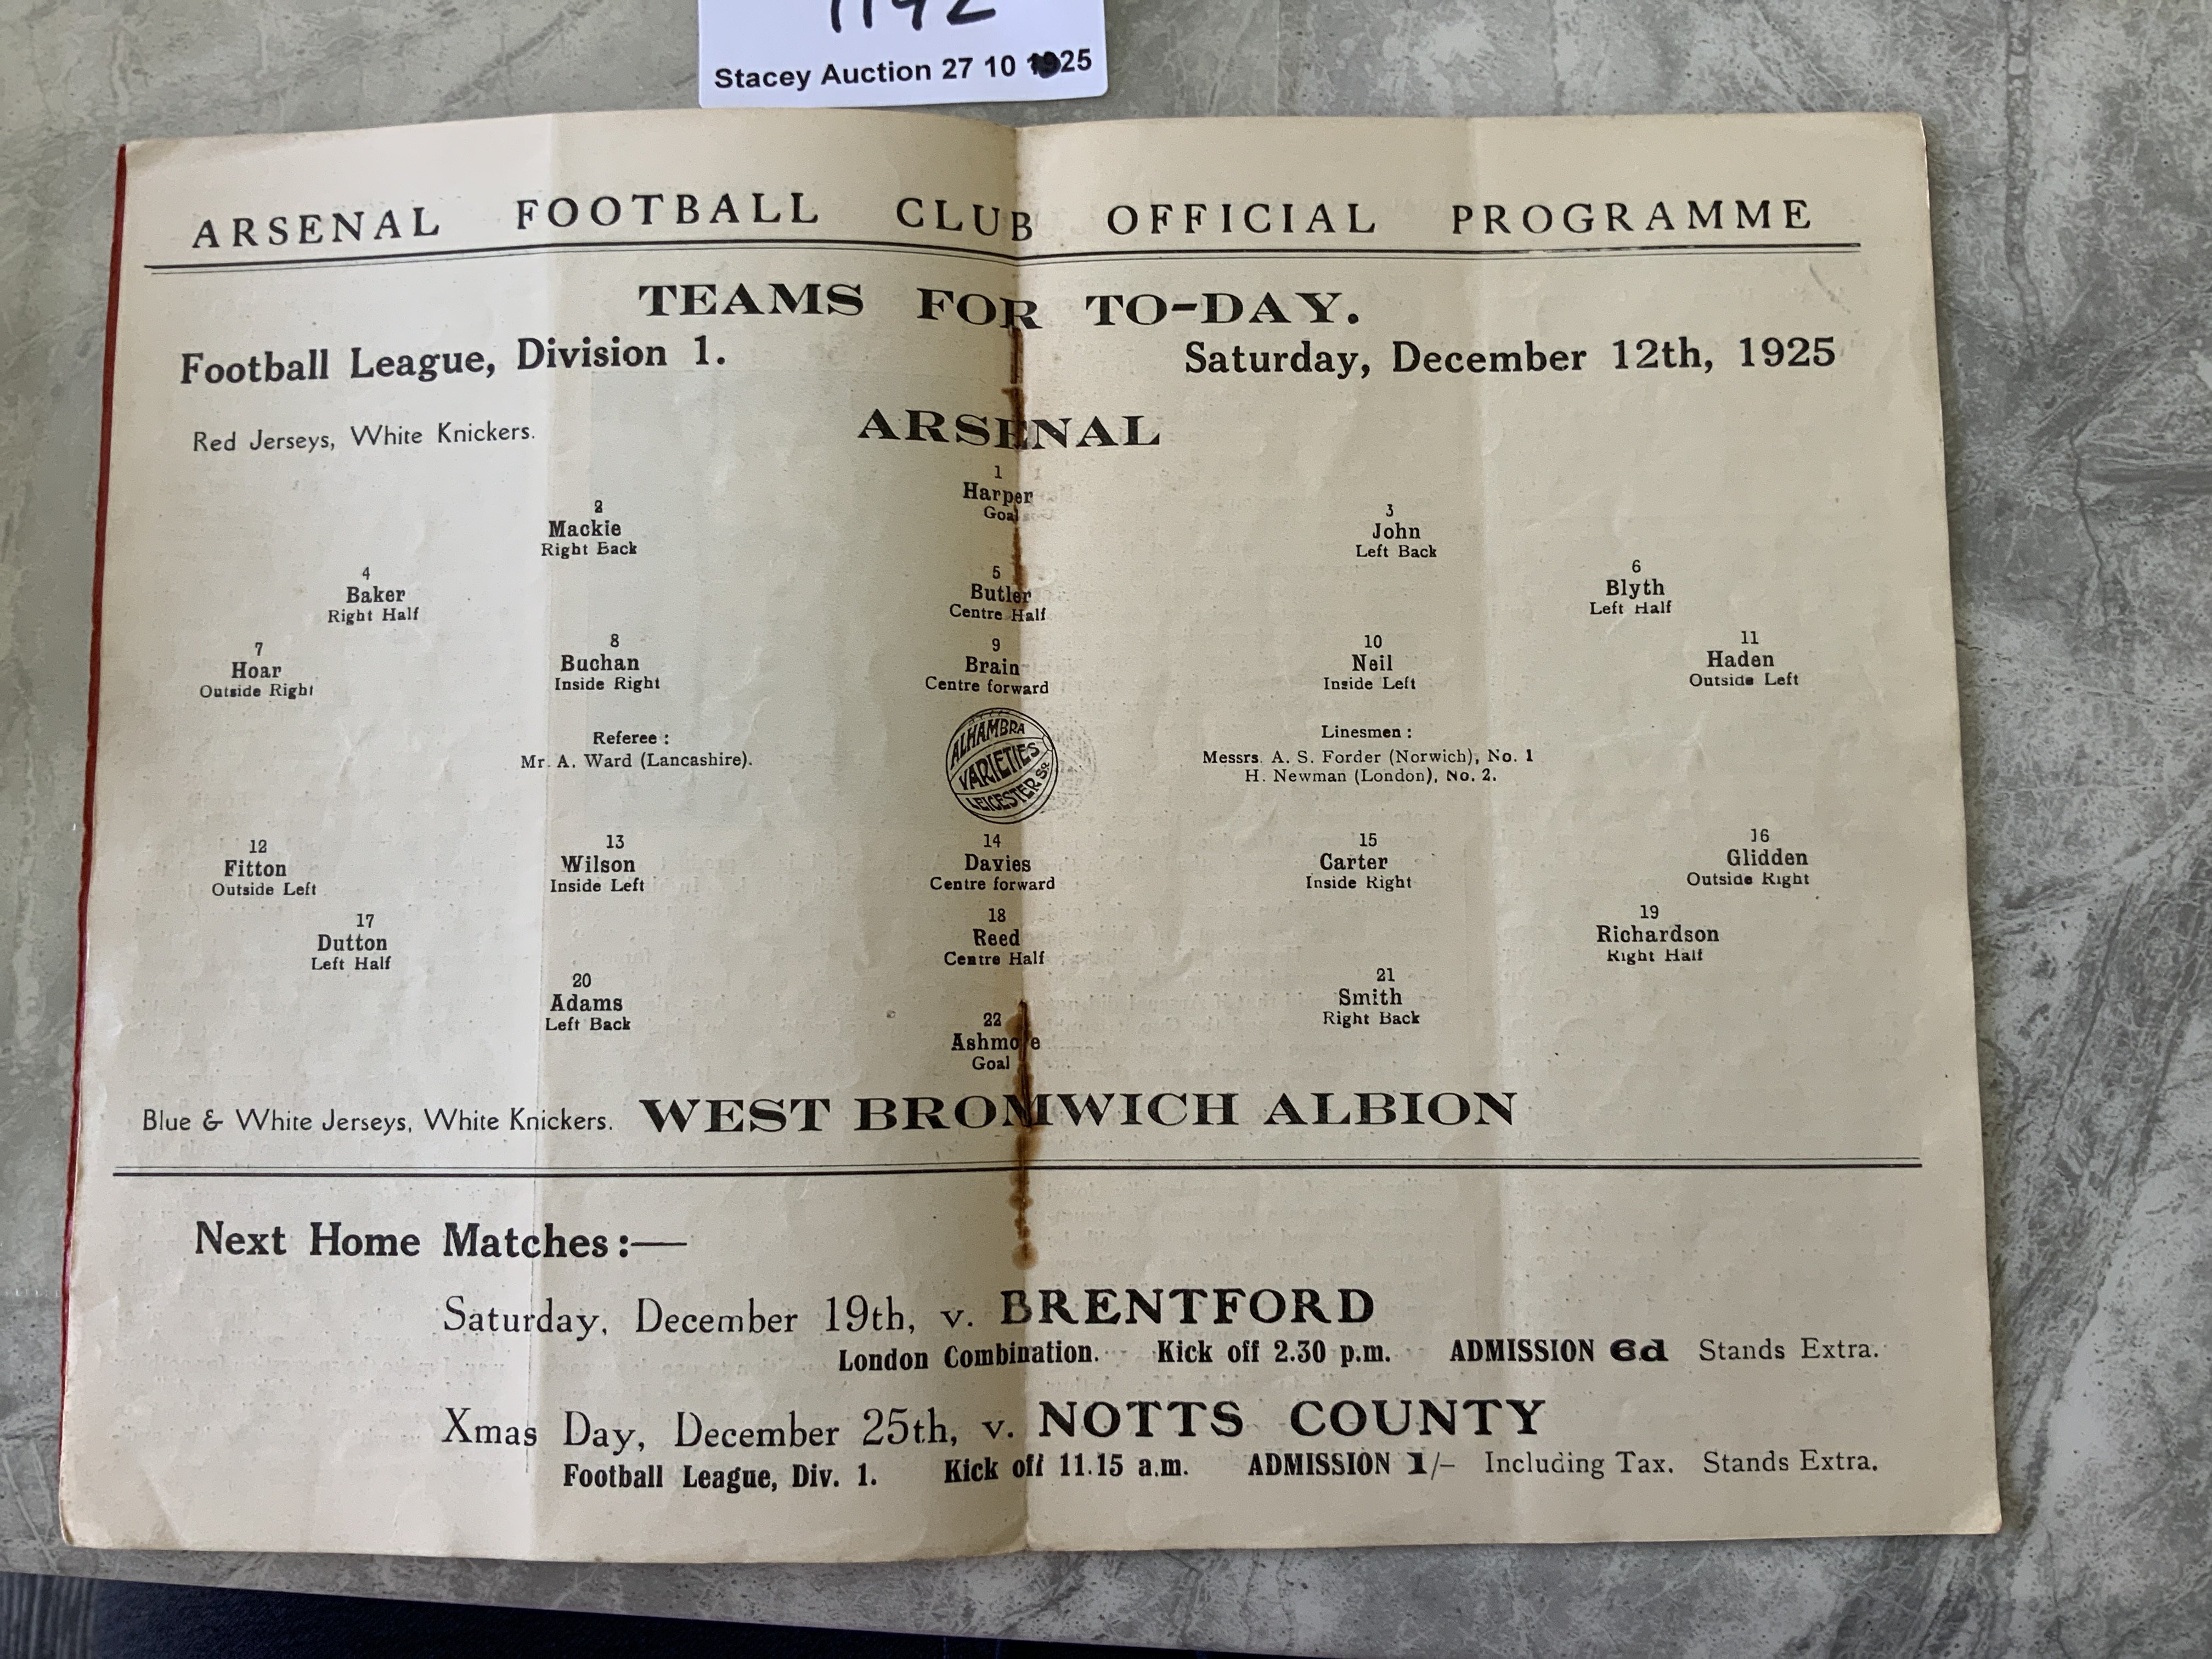 Stacey Auction 27 10 1925
ARSENAL FOOTBALL CLUB OFFICIAL PROGRAMME
TEAMS FOR TO-DAY.
Football League, Division 1. Saturday, December 12th, 1925
ARSENAL
Red Jerseys, White Knickers.
1
Harper
Goal
2 3
Mackie John
Right Back Left Back
4 5 6
Baker Butler Blyth
Right Half Centre Half Left Half
7 8 9 10 11
Hoar Buchan Brain Neil Haden
Outside Right Inside Right Centre forward Inside Left Outside Left
Referee : Linesmen :
Mr. A. Ward (Lancashire). Messrs. A. S. Forder (Norwich), No. 1
H. Newman (London), No. 2.
ALHAMBRA
VARIETIES
LEICESTER SQ
12 13 14 15 16
Fitton Wilson Davies Carter Glidden
Outside Left Inside Left Centre forward Inside Right Outside Right
17 18 19
Dutton Reed Richardson
Left Half Centre Half Right Half
20 21
Adams Smith
Left Back Right Back
22
Ashmore
Goal
Blue & White Jerseys, White Knickers. WEST BROMWICH ALBION
Next Home Matches :—
Saturday, December 19th, v. BRENTFORD
London Combination. Kick off 2.30 p.m. ADMISSION 6d Stands Extra.
Xmas Day, December 25th, v. NOTTS COUNTY
Football League, Div. 1. Kick off 11.15 a.m. ADMISSION 1/- Including Tax. Stands Extra.